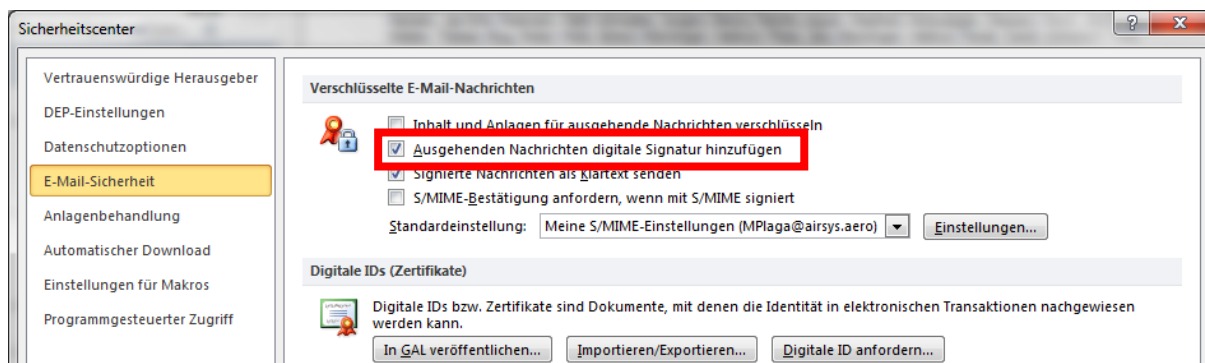 Sicherheitscenter
Vertrauenswürdige Herausgeber
DEP-Einstellungen
Datenschutzoptionen
E-Mail-Sicherheit
Anlagenbehandlung
Automatischer Download
Einstellungen für Makros
Programmgesteuerter Zugriff
Verschlüsselte E-Mail-Nachrichten
Inhalt und Anlagen für ausgehende Nachrichten verschlüsseln
Ausgehenden Nachrichten digitale Signatur hinzufügen
Signierte Nachrichten als Klartext senden
S/MIME-Bestätigung anfordern, wenn mit S/MIME signiert
Standardeinstellung: Meine S/MIME-Einstellungen (MPlaga@airsys.aero) Einstellungen...
Digitale IDs (Zertifikate)
Digitale IDs bzw. Zertifikate sind Dokumente, mit denen die Identität in elektronischen Transaktionen nachgewiesen
werden kann.
In GAL veröffentlichen... Importieren/Exportieren... Digitale ID anfordern...